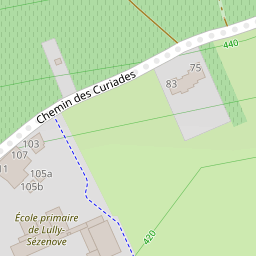 440
75
83
Chemin des Curiades
103
107
11
105a
105b
École primaire
de Lully-
Sézenove
420